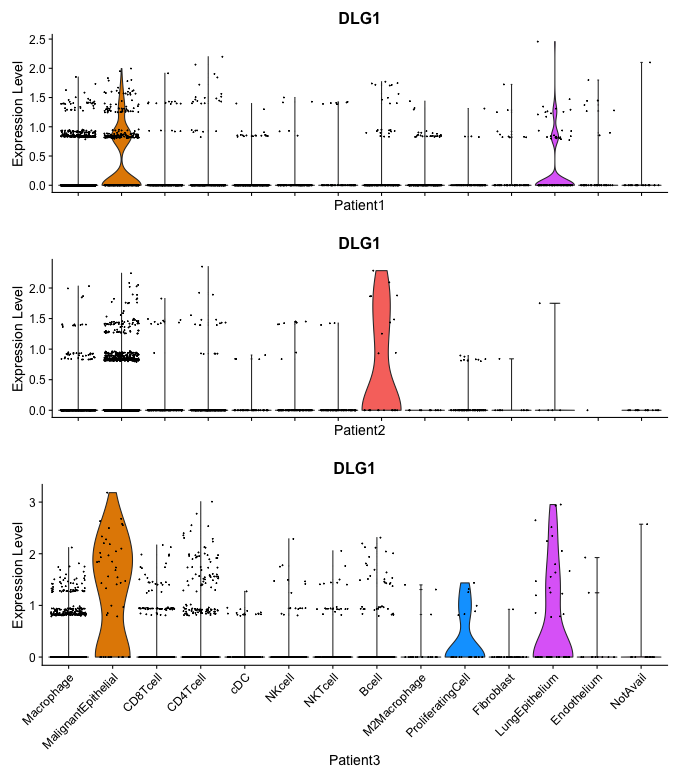 DLG1
Expression Level
2.5
2.0
1.5
1.0
0.5
0.0
Patient1
DLG1
Expression Level
2.0
1.5
1.0
0.5
0.0
Patient2
DLG1
Expression Level
3
2
1
0
Macrophage
MalignantEpithelial
CD8Tcell
CD4Tcell
cDC
NKcell
NKTcell
Bcell
M2Macrophage
ProliferatingCell
Fibroblast
LungEpithelium
Endothelium
NotAvail
Patient3